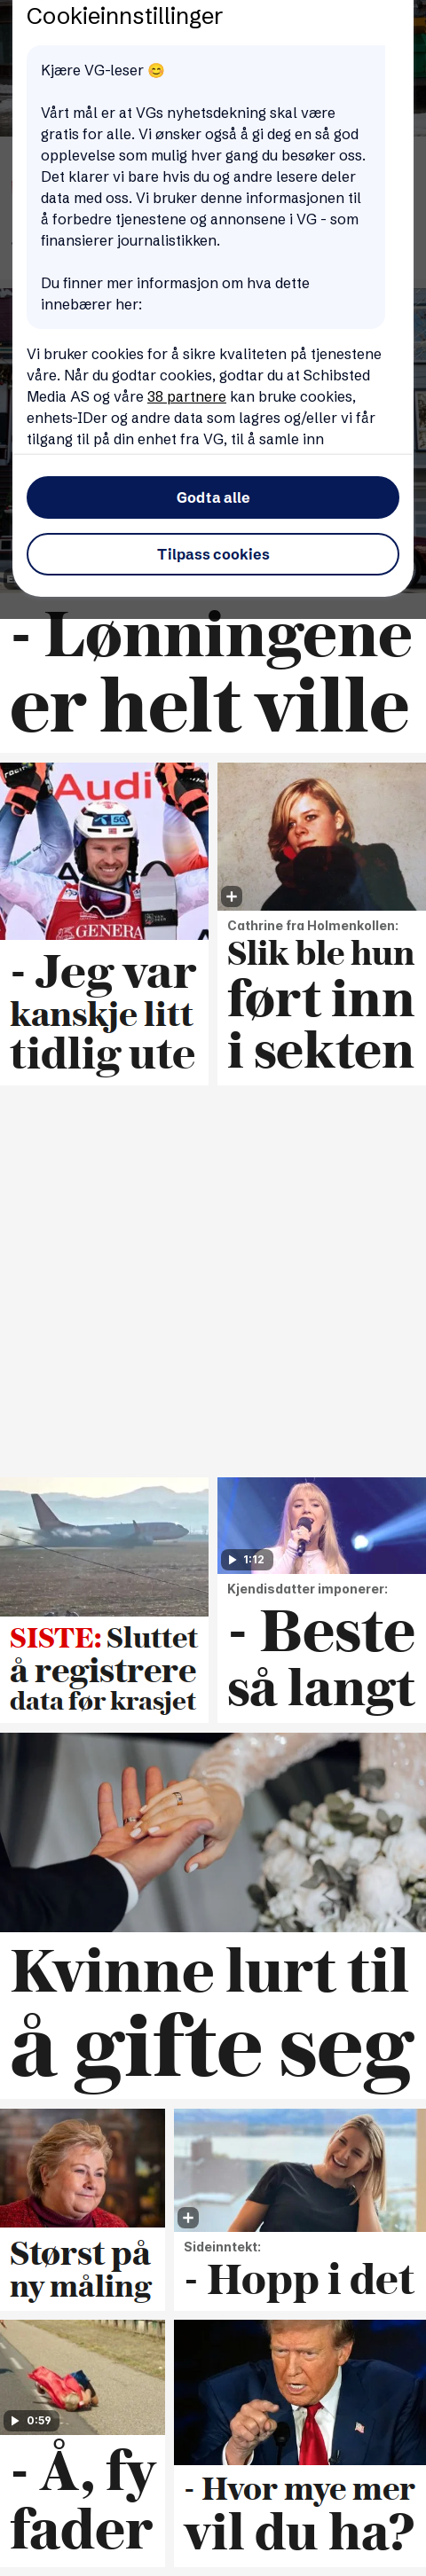 Cookieinnstillinger
Kjære VG-leser 😊
Vårt mål er at VGs nyhetsdekning skal være
gratis for alle. Vi ønsker også å gi deg en så god
opplevelse som mulig hver gang du besøker oss.
Det klarer vi bare hvis du og andre lesere deler
data med oss. Vi bruker denne informasjonen til
å forbedre tjenestene og annonsene i VG - som
finansierer journalistikken.
Du finner mer informasjon om hva dette
innebærer her:
Vi bruker cookies for å sikre kvaliteten på tjenestene
våre. Når du godtar cookies, godtar du at Schibsted
Media AS og våre 38 partnere kan bruke cookies,
enhets-IDer og andre data som lagres og/eller vi får
tilgang til på din enhet fra VG, til å samle inn
Godta alle
Tilpass cookies
- Lønningene
er helt ville
Audi
GENERA
- Jeg var
kanskje litt
tidlig ute
Cathrine fra Holmenkollen:
Slik ble hun
ført inn
i sekten
SISTE: Sluttet
å registrere
data før krasjet
1:12
Kjendisdatter imponerer:
- Beste
så langt
Kvinne lurt til
å gifte seg
Størst på
ny måling
Sideinntekt:
- Hopp i det
0:59
- Å, fy
fader
- Hvor mye mer
vil du ha?